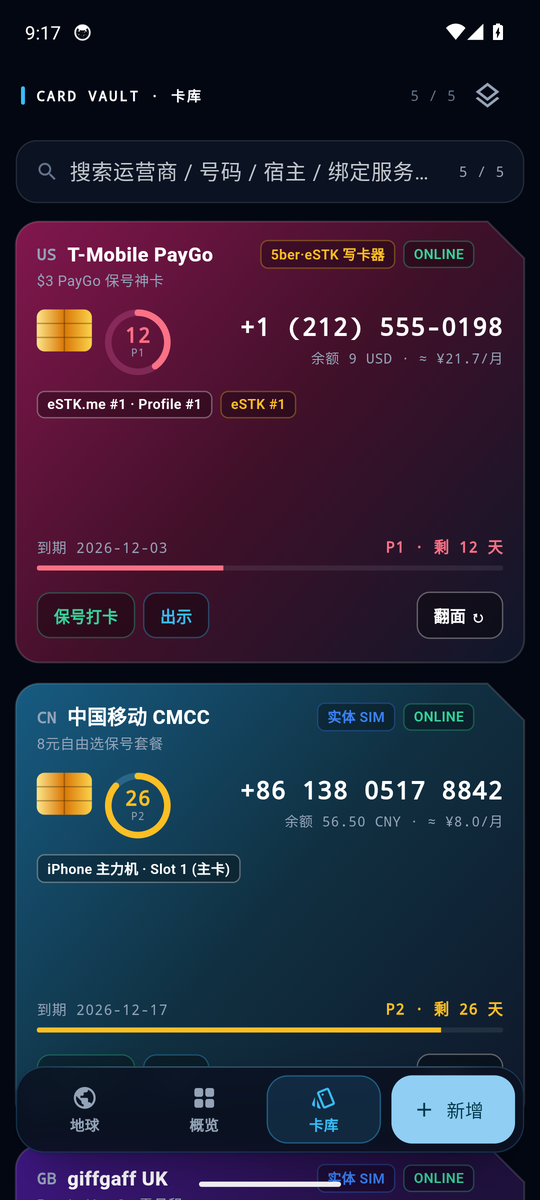 9:17
CARD VAULT · 卡库
5 / 5
搜索运营商 / 号码 / 宿主 / 绑定服务…
5 / 5
US T-Mobile PayGo
5ber·eSTK 写卡器
ONLINE
$3 PayGo 保号神卡
12
P1
+1 (212) 555-0198
余额 9 USD · ≈ ¥21.7/月
eSTK.me #1 · Profile #1
eSTK #1
到期 2026-12-03
P1 · 剩 12 天
保号打卡
出示
翻面 ↻
CN 中国移动 CMCC
实体 SIM
ONLINE
8元自由选保号套餐
26
P2
+86 138 0517 8842
余额 56.50 CNY · ≈ ¥8.0/月
iPhone 主力机 · Slot 1 (主卡)
到期 2026-12-17
P2 · 剩 26 天
地球
概览
卡库
+ 新增
GB giffgaff UK
实体 SIM
ONLINE